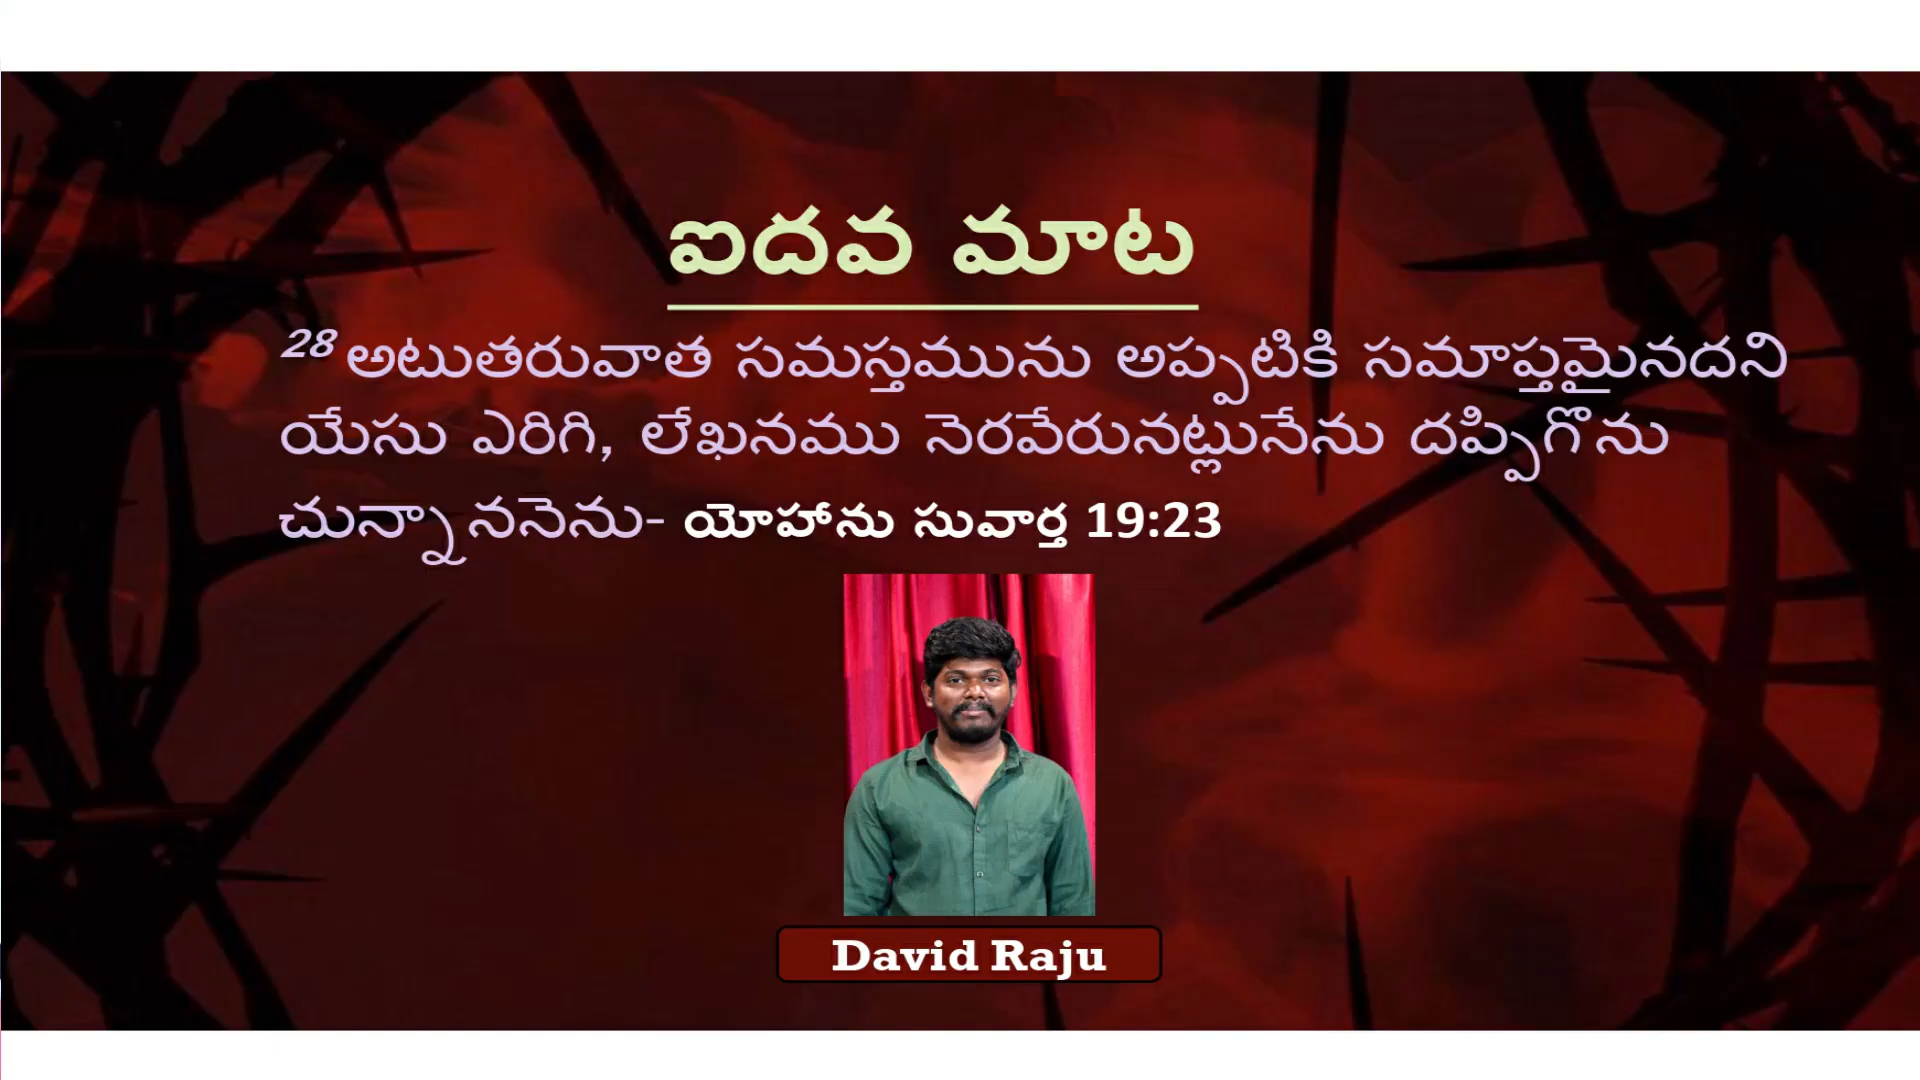 ఐదవ మాట
28 అటుతరువాత సమస్తమును అప్పటికి సమాప్తమైనదని
యేసు ఎరిగి, లేఖనము నెరవేరునట్లునేను దప్పిగొను
చున్నాననెను- యోహాను సువార్త 19:23
David Raju